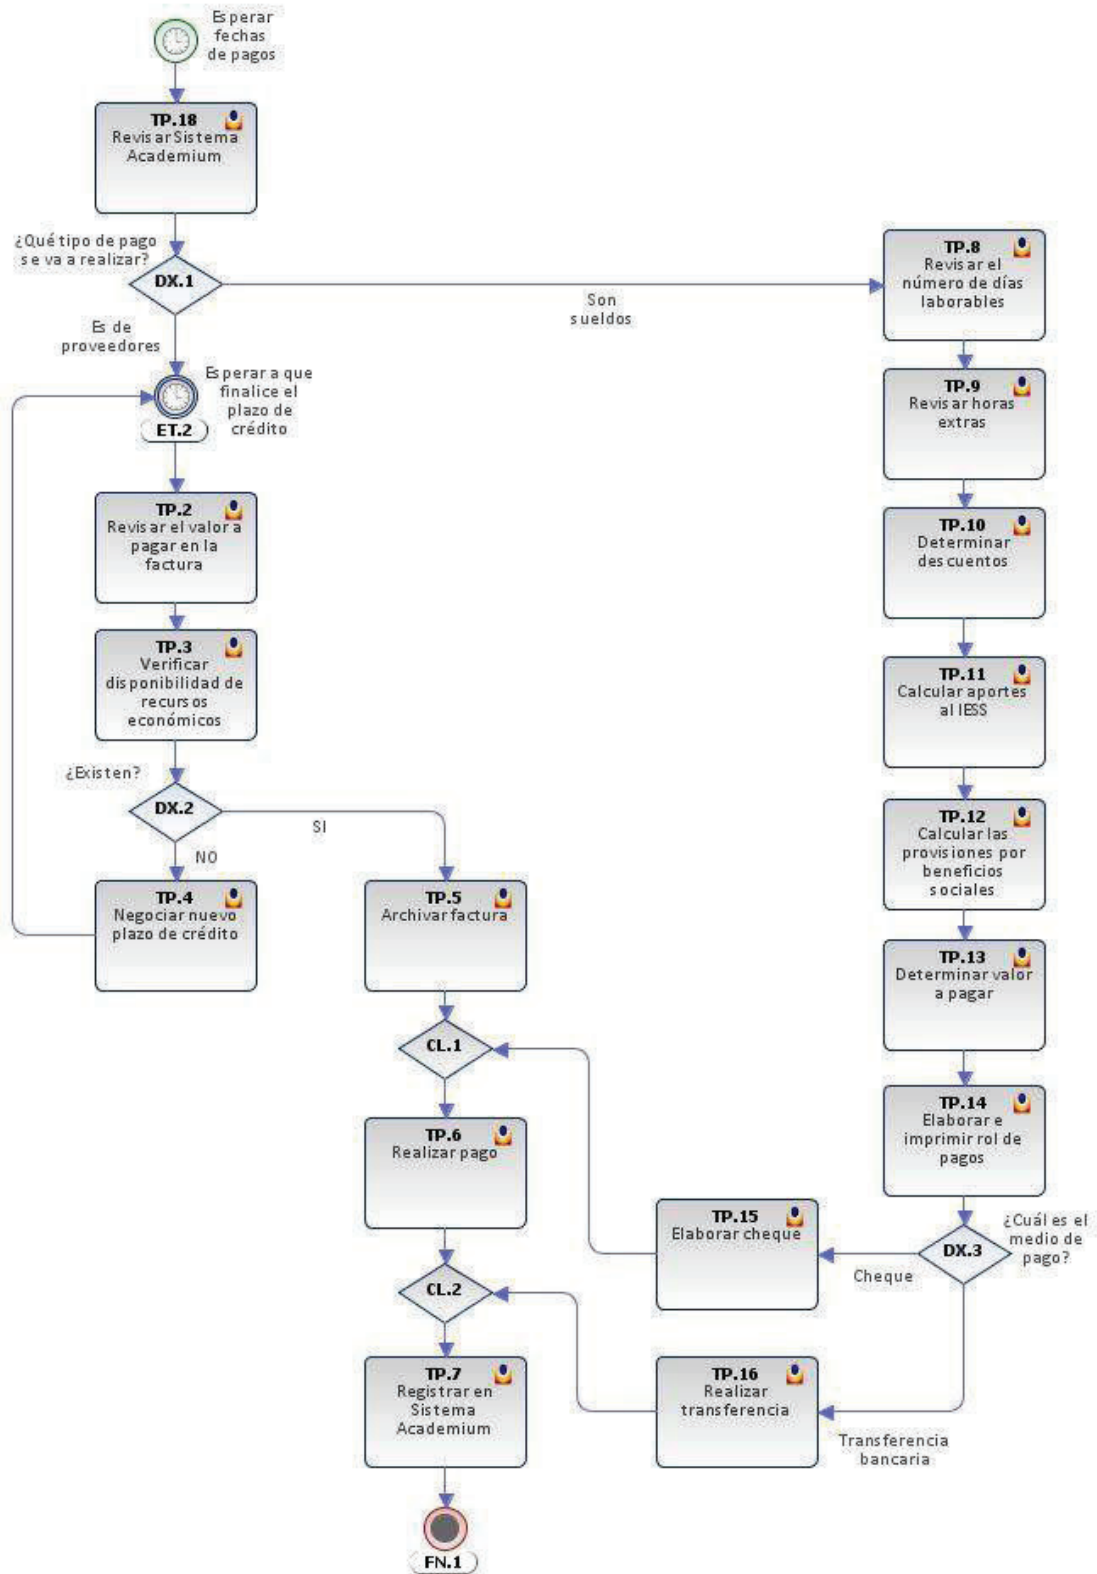 Esperar
fechas
de pagos
TP.18
Revisar Sistema
Academium
¿Qué tipo de pago
se va a realizar?
DX.1
Es de
proveedores
Son
sueldos
Esperar a que
finalice el
plazo de
crédito
ET.2
TP.2
Revisar el valor a
pagar en la
factura
TP.3
Verificar
disponibilidad de
recursos
económicos
¿Existen?
DX.2
SI
NO
TP.4
Negociar nuevo
plazo de crédito
TP.5
Archivar factura
CL.1
TP.6
Realizar pago
CL.2
TP.7
Registrar en
Sistema
Academium
FN.1
TP.8
Revisar el
número de días
laborables
TP.9
Revisar horas
extras
TP.10
Determinar
descuentos
TP.11
Calcular aportes
al IESS
TP.12
Calcular las
provisiones por
beneficios
sociales
TP.13
Determinar valor
a pagar
TP.14
Elaborar e
imprimir rol de
pagos
¿Cuál es el
medio de
pago?
DX.3
Cheque
TP.15
Elaborar cheque
TP.16
Realizar
transferencia
Transferencia
bancaria